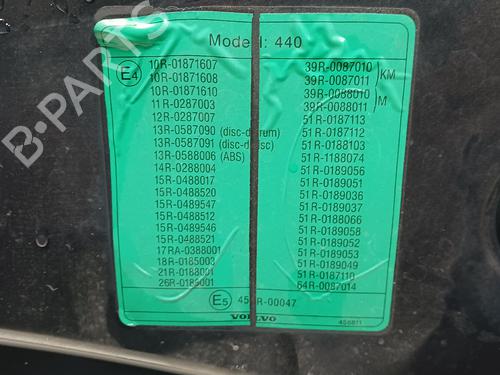 Model: 440
E4
10R-01871607
10R-01871608
10R-01871610
11R-0287003
12R-0287007
13R-0587090 (disc-drum)
13R-0587091 (disc-disc)
13R-0588006 (ABS)
14R-0288004
15R-0488017
15R-0488520
15R-0489547
15R-0488512
15R-0489546
15R-0488521
17RA-0388001
18R-0185003
21R-0188001
26R-0185001
39R-0087010
39R-0087011
KM
39R-0088010
39R-0088011
M
51R-0187113
51R-0187112
51R-0188103
51R-1188074
51R-0189056
51R-0189051
51R-0189036
51R-0189037
51R-0188066
51R-0189058
51R-0189052
51R-0189053
51R-0189049
51R-0187110
64R-0087014
E5
45R-00047
VOLVO
456811
B-PARTS